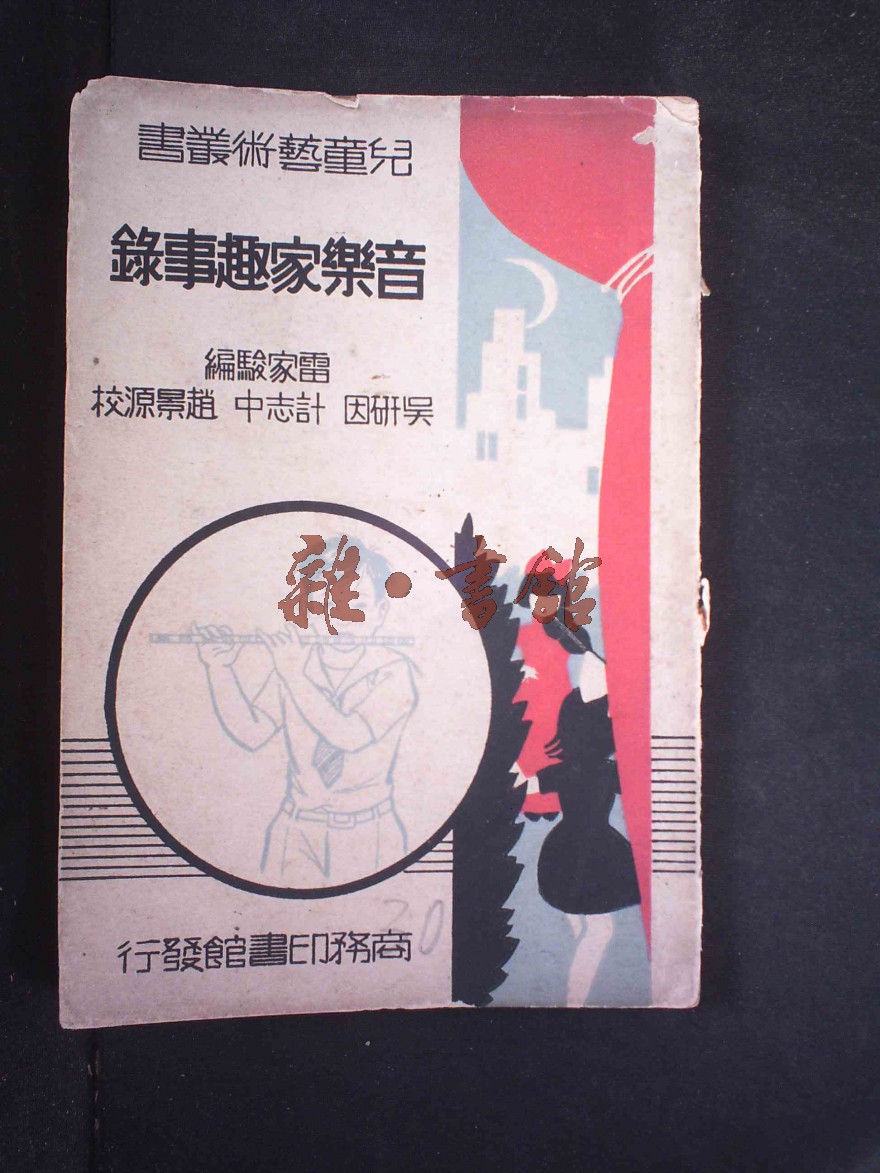 兒童藝術叢書
音樂家趣事錄
雷家駿編
吳研因 計志中 趙景源校
雜·書館
商務印書館發行
20